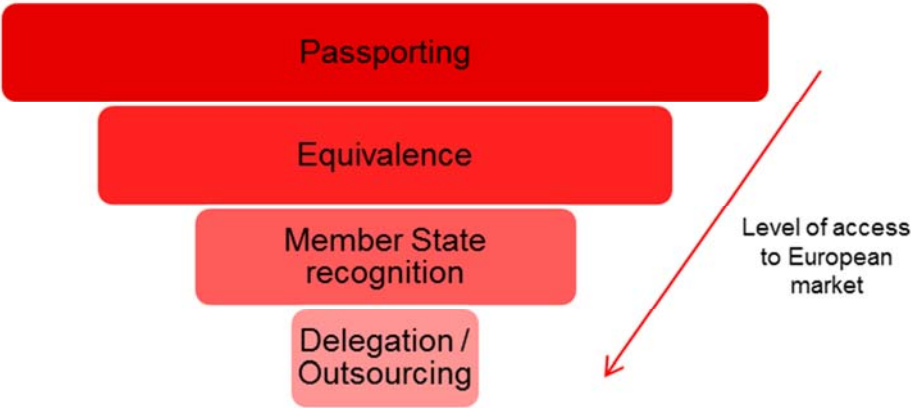 Passporting
Equivalence
Member State
recognition
Delegation /
Outsourcing
Level of access
to European
market